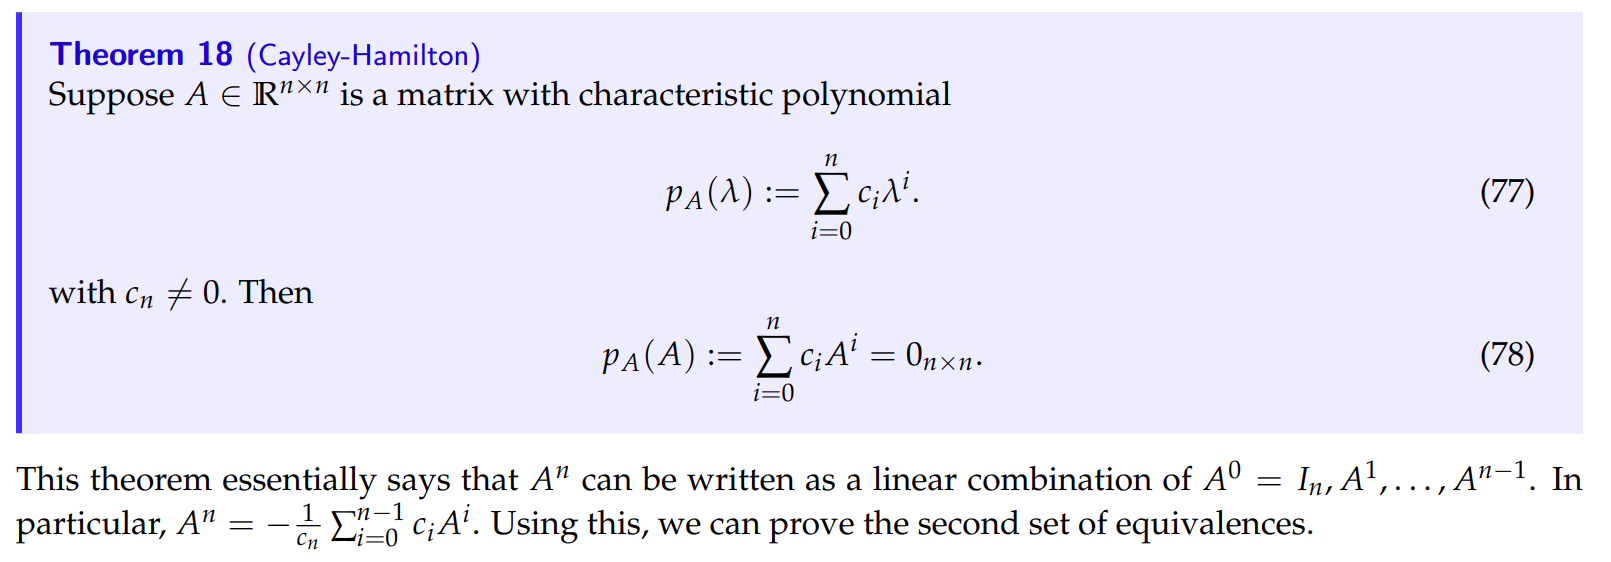 Theorem 18 (Cayley-Hamilton)
Suppose $A \in \mathbb{R}^{n \times n}$ is a matrix with characteristic polynomial
$p_A(\lambda) := \sum_{i=0}^{n} c_i \lambda^i.$ (77)
with $c_n \neq 0$. Then
$p_A(A) := \sum_{i=0}^{n} c_i A^i = 0_{n \times n}.$ (78)
This theorem essentially says that $A^n$ can be written as a linear combination of $A^0 = I_n, A^1, \ldots, A^{n-1}$. In
particular, $A^n = -\frac{1}{c_n} \sum_{i=0}^{n-1} c_i A^i$. Using this, we can prove the second set of equivalences.